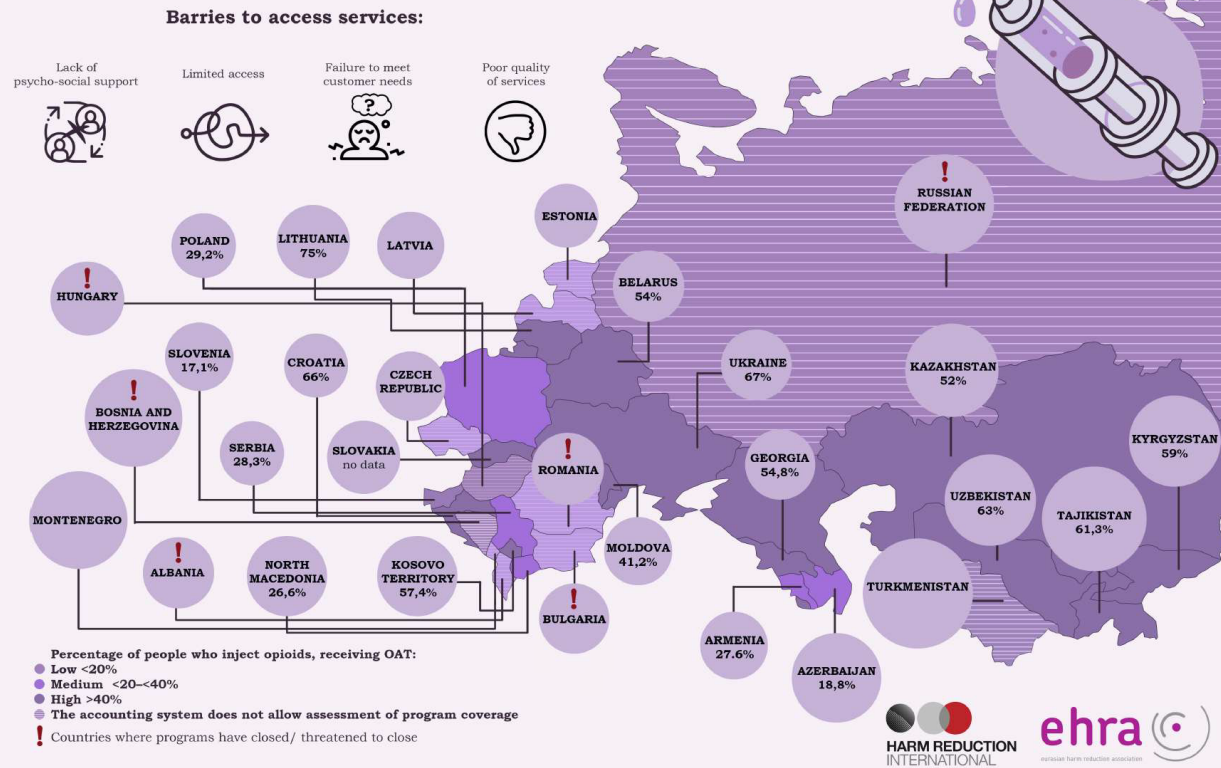 Barries to access services:
Lack of
psycho-social support
Limited access
Failure to meet
customer needs
Poor quality
of services
?
!
RUSSIAN
FEDERATION
ESTONIA
POLAND
29,2%
LITHUANIA
75%
LATVIA
!
HUNGARY
BELARUS
54%
SLOVENIA
17,1%
CROATIA
66%
CZECH
REPUBLIC
UKRAINE
67%
KAZAKHSTAN
52%
!
BOSNIA AND
HERZEGOVINA
SERBIA
28,3%
SLOVAKIA
no data
!
ROMANIA
GEORGIA
54,8%
KYRGYZSTAN
59%
UZBEKISTAN
63%
TAJIKISTAN
61,3%
MONTENEGRO
!
ALBANIA
NORTH
MACEDONIA
26,6%
KOSOVO
TERRITORY
57,4%
MOLDOVA
41,2%
TURKMENISTAN
!
BULGARIA
ARMENIA
27.6%
AZERBAIJAN
18,8%
Percentage of people who inject opioids, oceiving OAT:
Low <20%
Medium <20–<40%
High >40%
The accounting system does not allow assessment of program coverage
! Countries where programs have closed/ threatened to close
HARM REDUCTION
INTERNATIONAL
ehra
eurasian harm reduction association